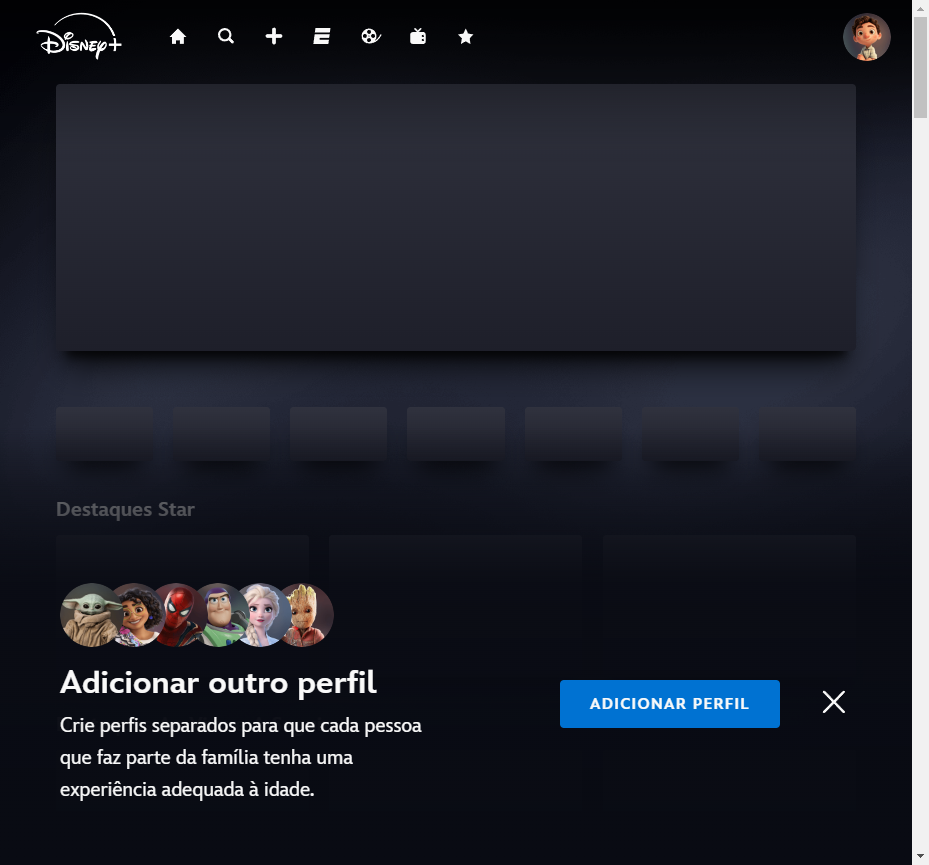 Disney+
Destaques Star
Adicionar outro perfil
Crie perfis separados para que cada pessoa
que faz parte da família tenha uma
experiência adequada à idade.
ADICIONAR PERFIL